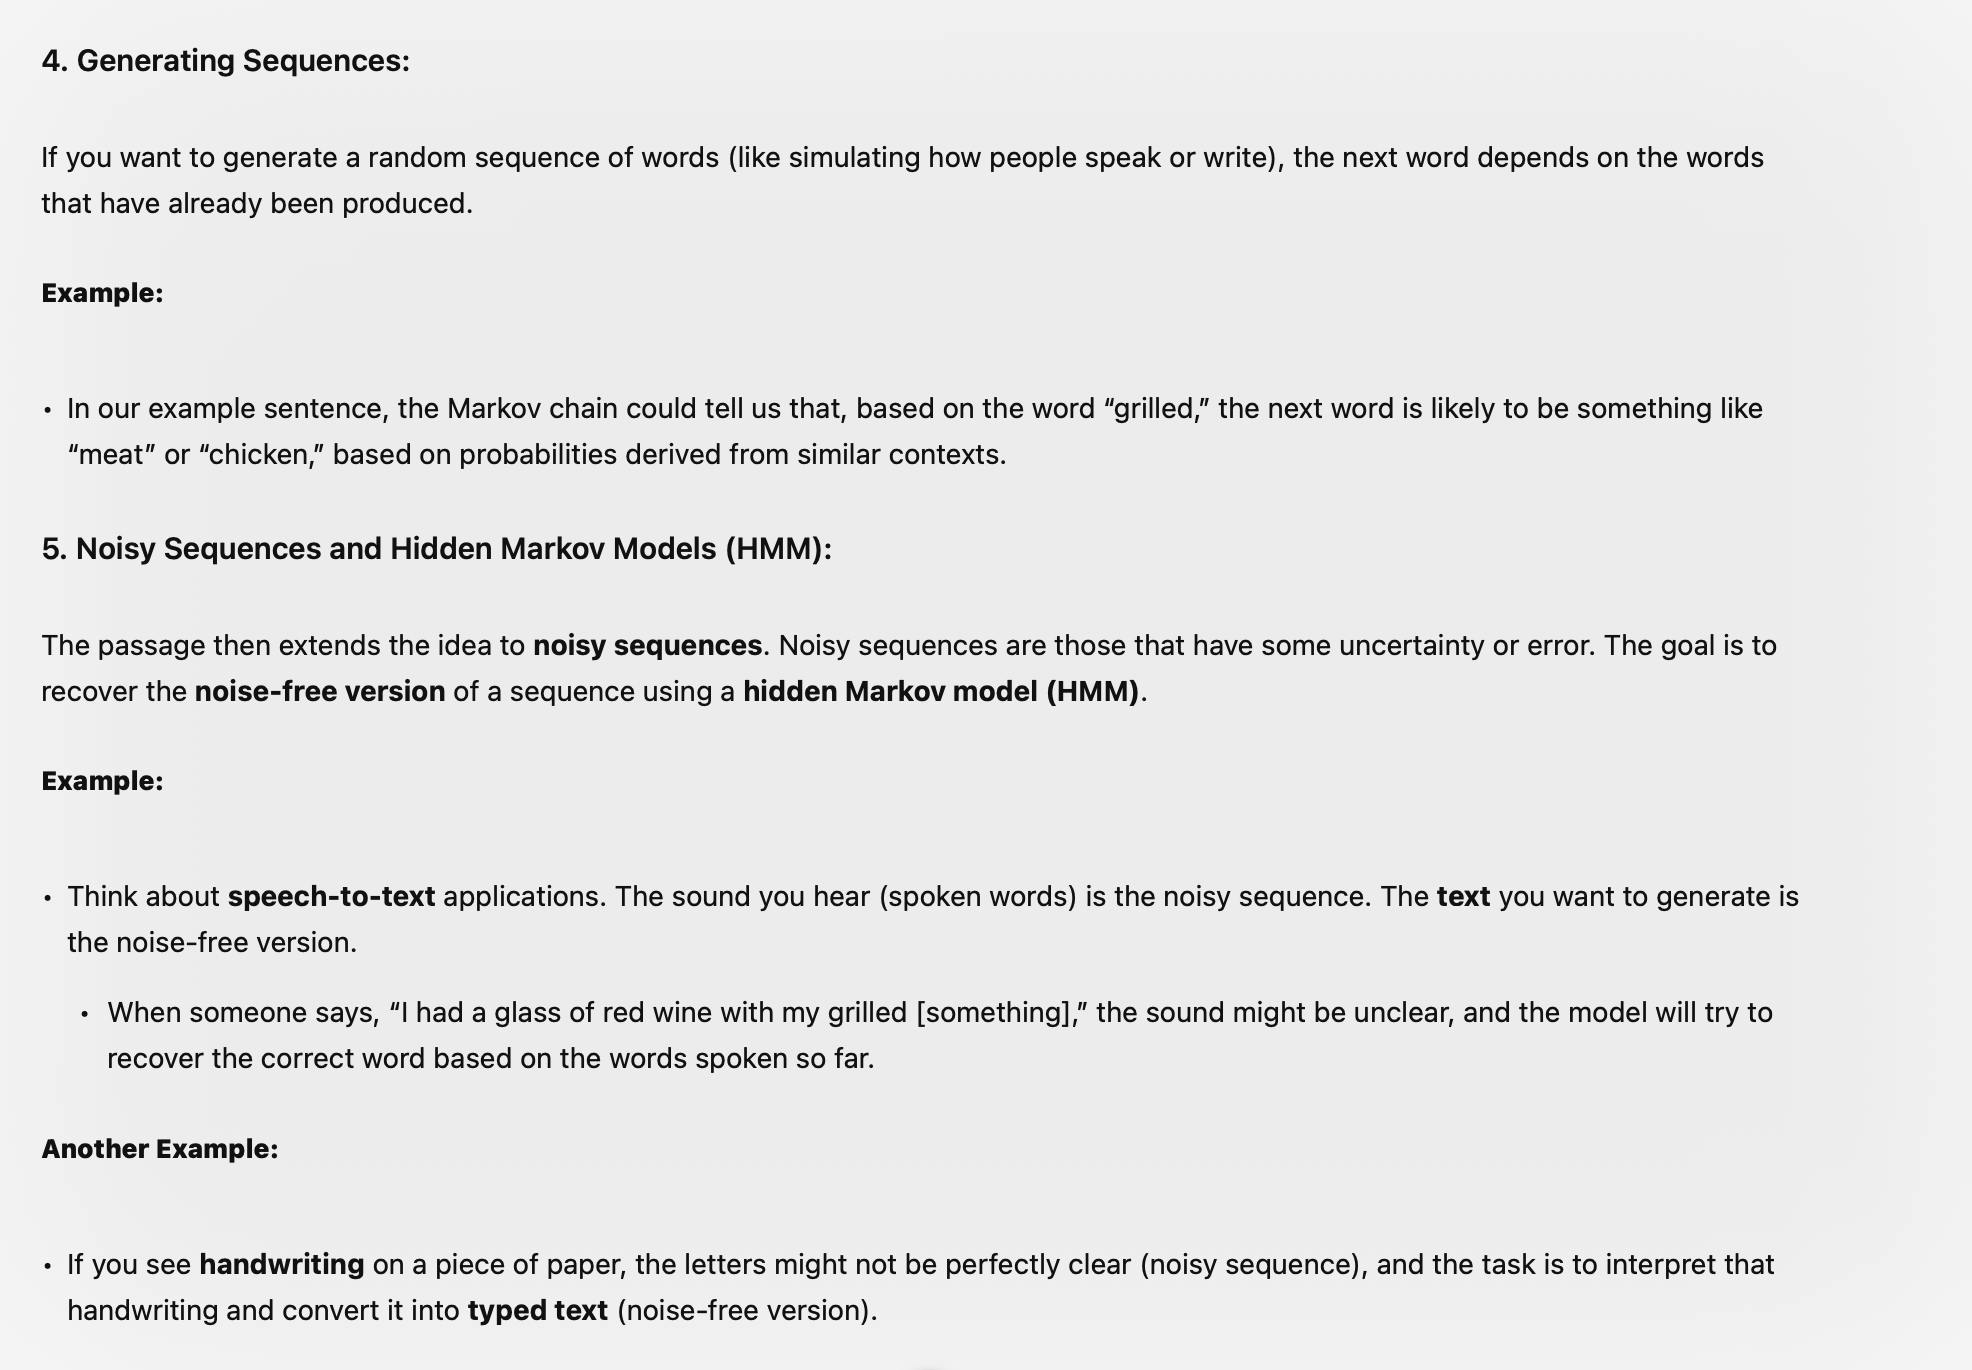 4. Generating Sequences:
If you want to generate a random sequence of words (like simulating how people speak or write), the next word depends on the words
that have already been produced.
Example:
• In our example sentence, the Markov chain could tell us that, based on the word “grilled,” the next word is likely to be something like
“meat” or “chicken,” based on probabilities derived from similar contexts.
5. Noisy Sequences and Hidden Markov Models (HMM):
The passage then extends the idea to noisy sequences. Noisy sequences are those that have some uncertainty or error. The goal is to
recover the noise-free version of a sequence using a hidden Markov model (HMM).
Example:
• Think about speech-to-text applications. The sound you hear (spoken words) is the noisy sequence. The text you want to generate is
the noise-free version.
• When someone says, “I had a glass of red wine with my grilled [something],” the sound might be unclear, and the model will try to
recover the correct word based on the words spoken so far.
Another Example:
• If you see handwriting on a piece of paper, the letters might not be perfectly clear (noisy sequence), and the task is to interpret that
handwriting and convert it into typed text (noise-free version).